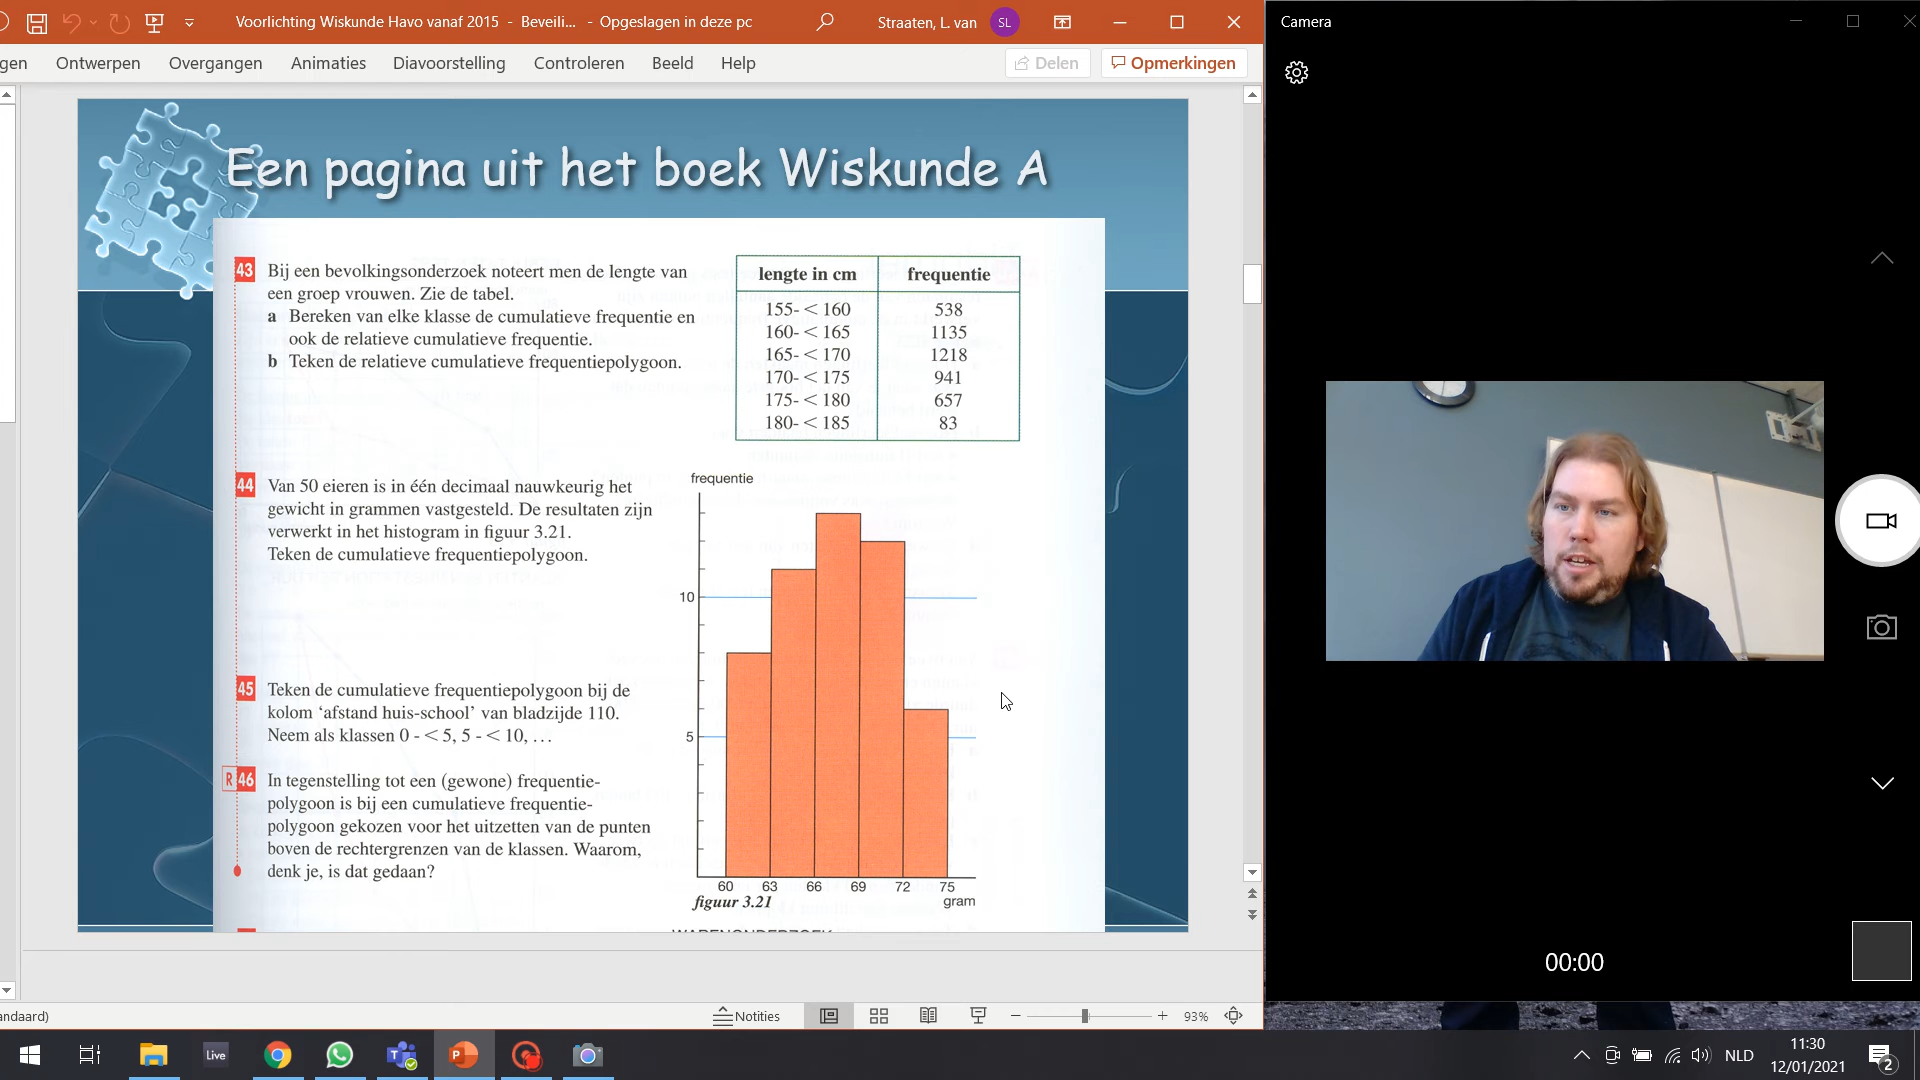 Voorlichting Wiskunde Havo vanaf 2015 - Beveili... - Opgeslagen in deze pc
Straaten, L. van
SL
Camera
gen
Ontwerpen
Overgangen
Animaties
Diavoorstelling
Controleren
Beeld
Help
Delen
Opmerkingen
Een pagina uit het boek Wiskunde A
43 Bij een bevolkingsonderzoek noteert men de lengte van
een groep vrouwen. Zie de tabel.
a Bereken van elke klasse de cumulatieve frequentie en
ook de relatieve cumulatieve frequentie.
b Teken de relatieve cumulatieve frequentiepolygoon.
lengte in cm frequentie
155- < 160 538
160- < 165 1135
165- < 170 1218
170- < 175 941
175- < 180 657
180- < 185 83
44 Van 50 eieren is in één decimaal nauwkeurig het
gewicht in grammen vastgesteld. De resultaten zijn
verwerkt in het histogram in figuur 3.21.
Teken de cumulatieve frequentiepolygoon.
frequentie
10
5
60 63 66 69 72 75
gram
figuur 3.21
45 Teken de cumulatieve frequentiepolygoon bij de
kolom ‘afstand huis-school’ van bladzijde 110.
Neem als klassen 0 - < 5, 5 - < 10, ...
R 46 In tegenstelling tot een (gewone) frequentie-
polygoon is bij een cumulatieve frequentie-
polygoon gekozen voor het uitzetten van de punten
boven de rechtergrenzen van de klassen. Waarom,
denk je, is dat gedaan?
00:00
andaard)
Notities
93%
Live
NLD
11:30
12/01/2021
2